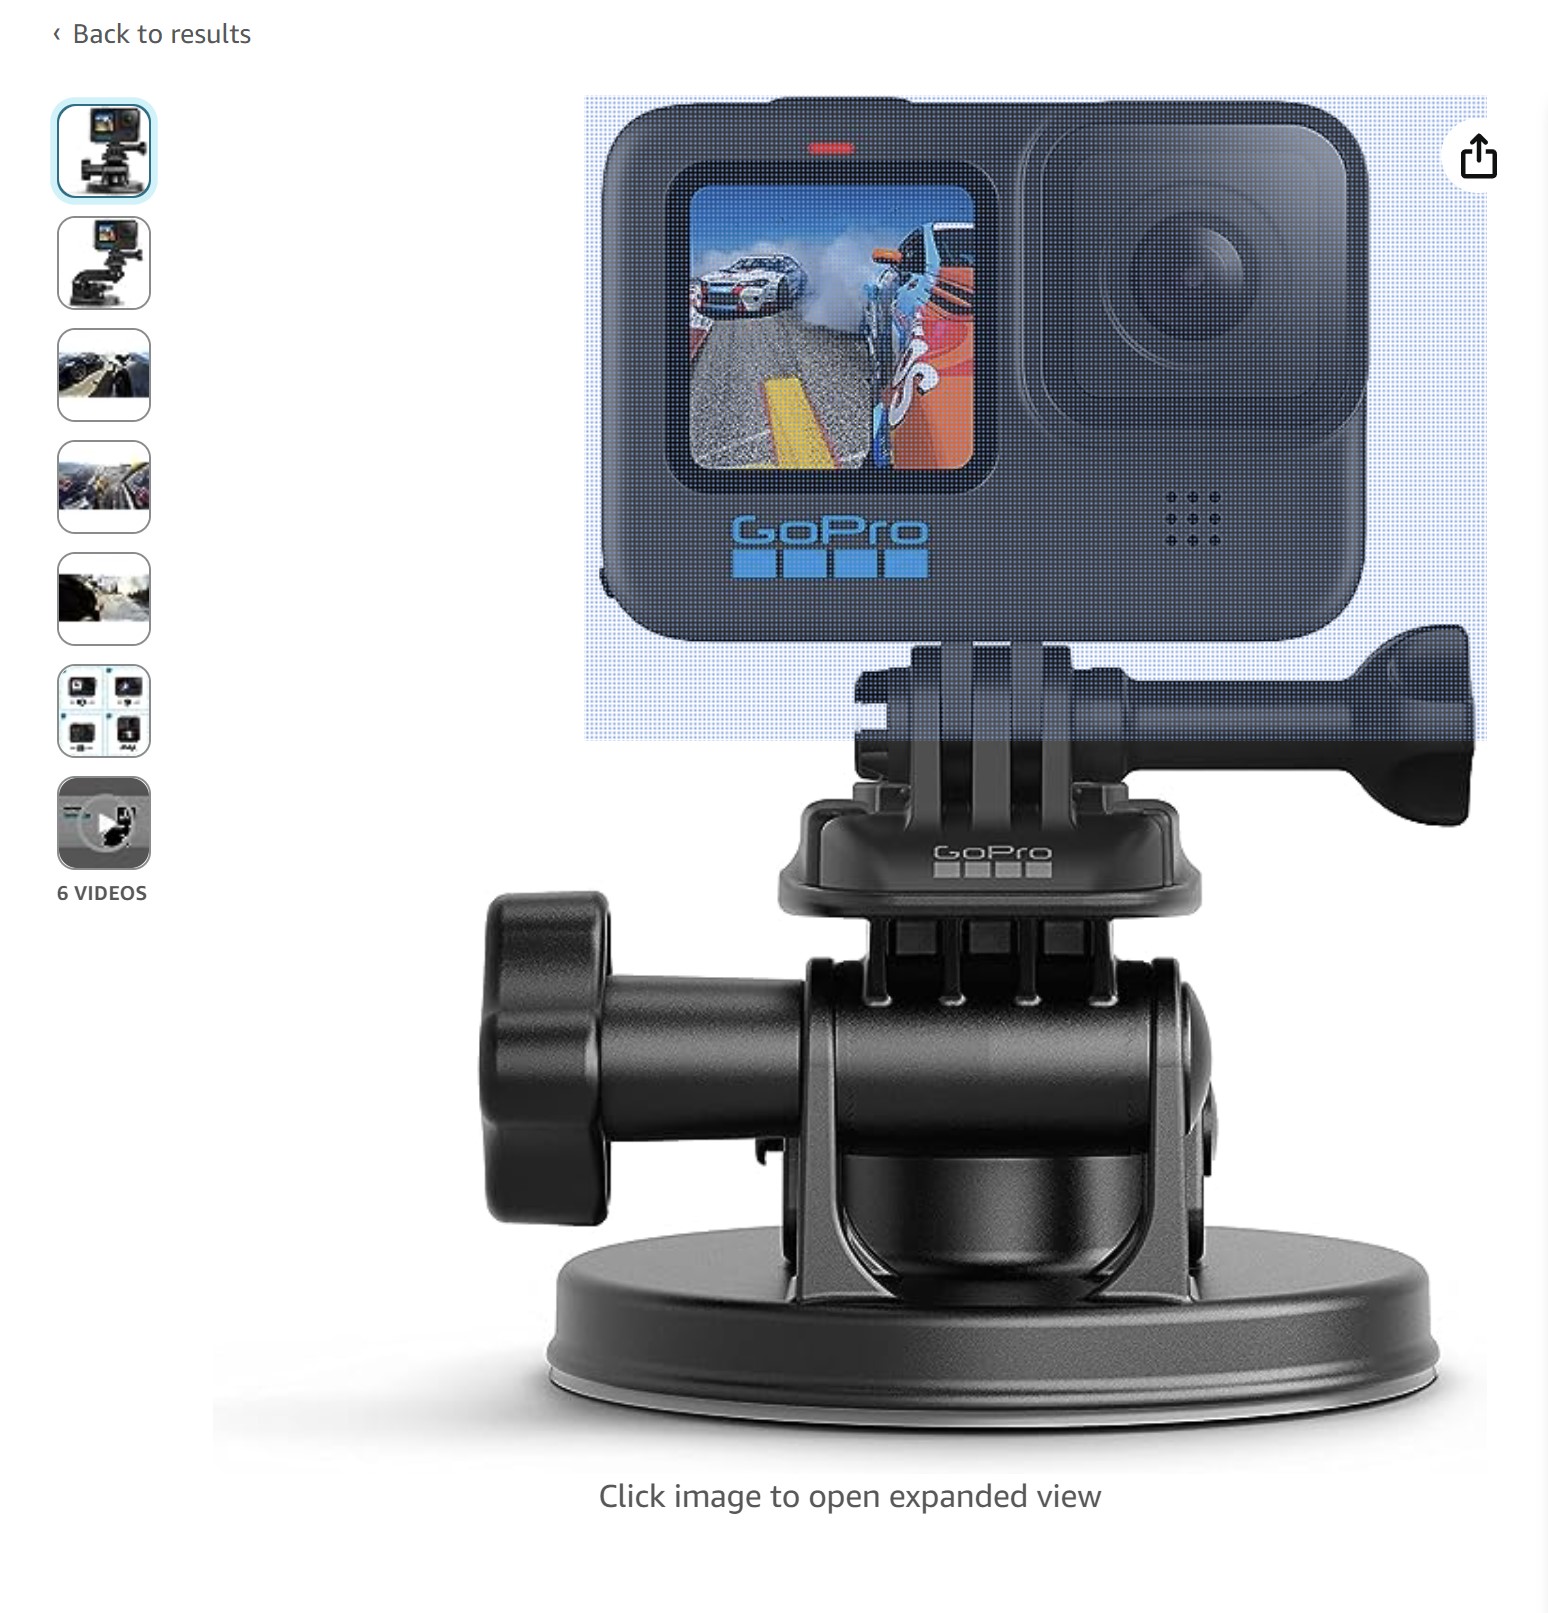 ‹ Back to results
GoPro
GoPro
6 VIDEOS
Click image to open expanded view